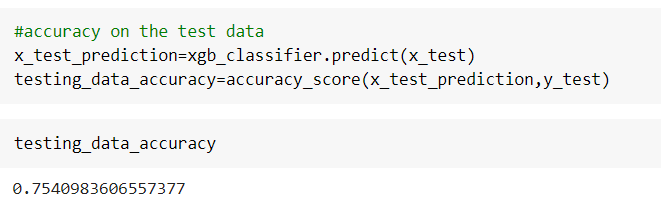 #accuracy on the test data
x_test_prediction=xgb_classifier.predict(x_test)
testing_data_accuracy=accuracy_score(x_test_prediction,y_test)
testing_data_accuracy
0.7540983606557377